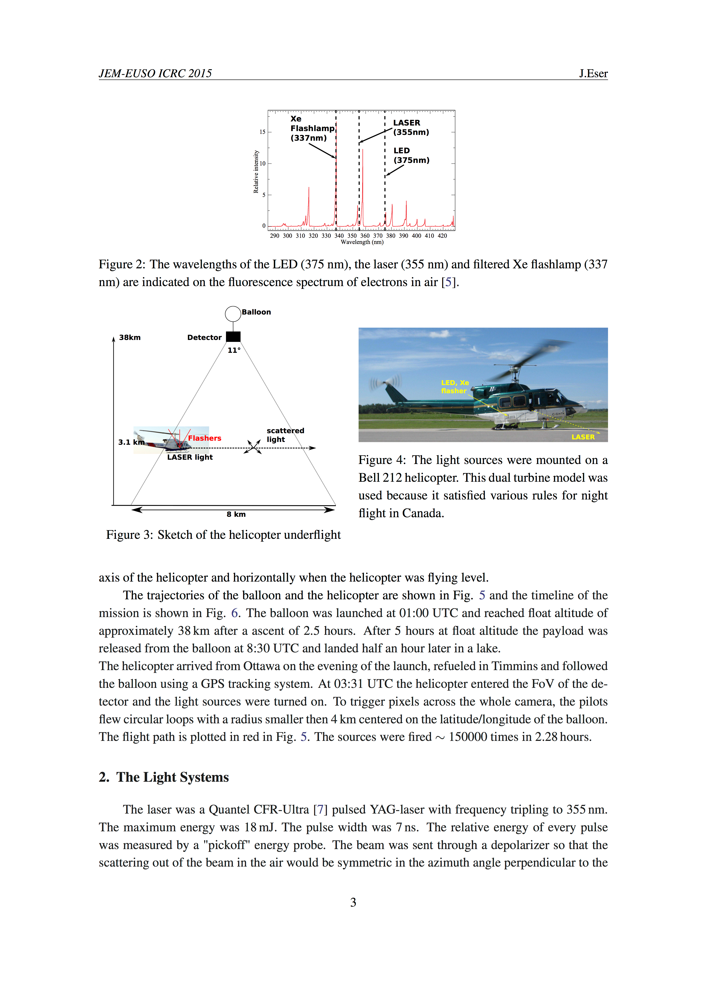 JEM-EUSO ICRC 2015 J.Eser
Xe
Flashlamp
(337nm)
LASER
(355nm)
LED
(375nm)
15
10
5
0
Relative intensity
290 300 310 320 330 340 350 360 370 380 390 400 410 420
Wavelength (nm)
Figure 2: The wavelengths of the LED (375 nm), the laser (355 nm) and filtered Xe flashlamp (337
nm) are indicated on the fluorescence spectrum of electrons in air [5].
Balloon
38km
Detector
11°
scattered
light
Flashers
3.1 km
LASER light
8 km
Figure 3: Sketch of the helicopter underflight
LED, Xe
flasher
C-GHTK
LASER
Figure 4: The light sources were mounted on a
Bell 212 helicopter. This dual turbine model was
used because it satisfied various rules for night
flight in Canada.
axis of the helicopter and horizontally when the helicopter was flying level.
The trajectories of the balloon and the helicopter are shown in Fig. 5 and the timeline of the
mission is shown in Fig. 6. The balloon was launched at 01:00 UTC and reached float altitude of
approximately 38 km after a ascent of 2.5 hours. After 5 hours at float altitude the payload was
released from the balloon at 8:30 UTC and landed half an hour later in a lake.
The helicopter arrived from Ottawa on the evening of the launch, refueled in Timmins and followed
the balloon using a GPS tracking system. At 03:31 UTC the helicopter entered the FoV of the de-
tector and the light sources were turned on. To trigger pixels across the whole camera, the pilots
flew circular loops with a radius smaller then 4 km centered on the latitude/longitude of the balloon.
The flight path is plotted in red in Fig. 5. The sources were fired ∼ 150000 times in 2.28 hours.
2. The Light Systems
The laser was a Quantel CFR-Ultra [7] pulsed YAG-laser with frequency tripling to 355 nm.
The maximum energy was 18 mJ. The pulse width was 7 ns. The relative energy of every pulse
was measured by a "pickoff" energy probe. The beam was sent through a depolarizer so that the
scattering out of the beam in the air would be symmetric in the azimuth angle perpendicular to the
3